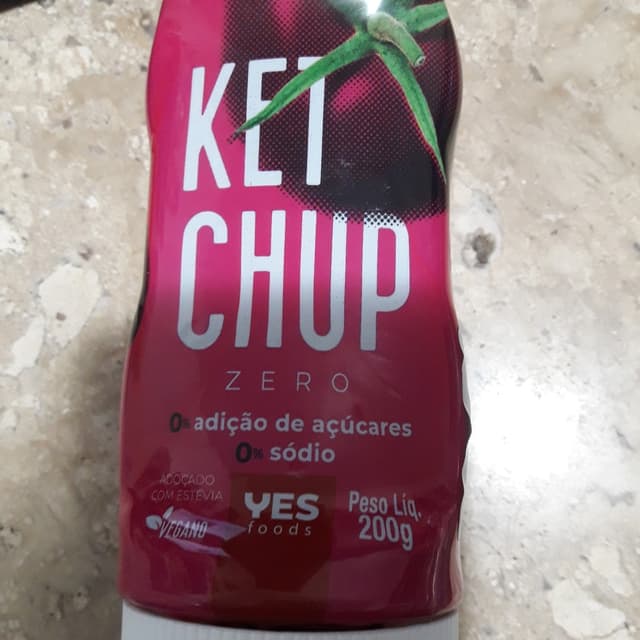 KET
CHUP
ZERO
0% adição de açúcares
0% sódio
ADOÇADO
COM ESTÉVIA
VEGANO
YES
foods
Peso Líq.
200g